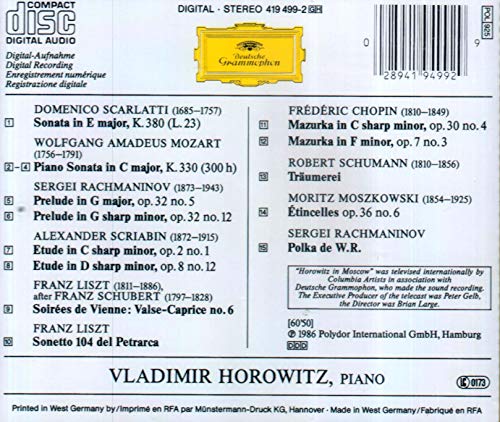 COMPACT
disc
DIGITAL AUDIO
DIGITAL · STEREO 419 499-2 GH
Digital-Aufnahme
Digital Recording
Enregistrement numérique
Registrazione digitale
Deutsche
Grammophon
0
28941 94992
9
POL 925
DOMENICO SCARLATTI (1685–1757)
1 Sonata in E major, K. 380 (L. 23)
WOLFGANG AMADEUS MOZART
(1756–1791)
2–4 Piano Sonata in C major, K. 330 (300 h)
SERGEI RACHMANINOV (1873–1943)
5 Prelude in G major, op. 32 no. 5
6 Prelude in G sharp minor, op. 32 no. 12
ALEXANDER SCRIABIN (1872–1915)
7 Etude in C sharp minor, op. 2 no. 1
8 Etude in D sharp minor, op. 8 no. 12
FRANZ LISZT (1811–1886),
after FRANZ SCHUBERT (1797–1828)
9 Soirées de Vienne: Valse-Caprice no. 6
FRANZ LISZT
10 Sonetto 104 del Petrarca
FRÉDÉRIC CHOPIN (1810–1849)
11 Mazurka in C sharp minor, op. 30 no. 4
12 Mazurka in F minor, op. 7 no. 3
ROBERT SCHUMANN (1810–1856)
13 Träumerei
MORITZ MOSZKOWSKI (1854–1925)
14 Étincelles op. 36 no. 6
SERGEI RACHMANINOV
15 Polka de W.R.
"Horowitz in Moscow" was televised internationally by
Columbia Artists in association with
Deutsche Grammophon, who made the sound recording.
The Executive Producer of the telecast was Peter Gelb,
the Director was Brian Large.
[60'50]
Ⓟ 1986 Polydor International GmbH, Hamburg
DDD
VLADIMIR HOROWITZ, PIANO
LC 0173
Printed in West Germany by/Imprimé en RFA par Münstermann-Druck KG, Hannover · Made in West Germany/Fabriqué en RFA